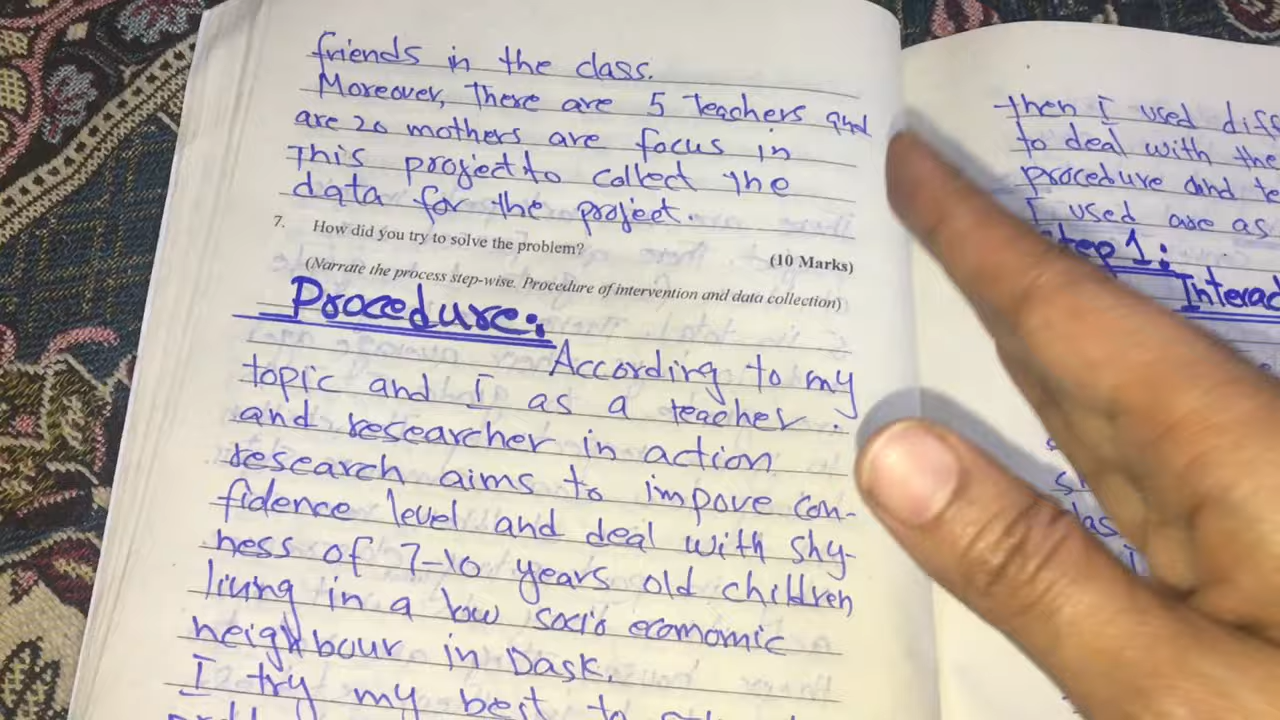 friends in the class.
Moreover, There are 5 Teachers and
are 20 mothers are focus in
This project to collect the
data for the project.
7. How did you try to solve the problem? (10 Marks)
(Narrate the process step-wise. Procedure of intervention and data collection)
Procedure:
According to my
topic and I as a teacher.
and researcher in action
research aims to impove con-
fidence level and deal with shy-
ness of 7-10 years old children
living in a low socio economic
neighbour in Dask.
I try my best to
then I used
to deal with the
procedure and
I used are as
Step 1: